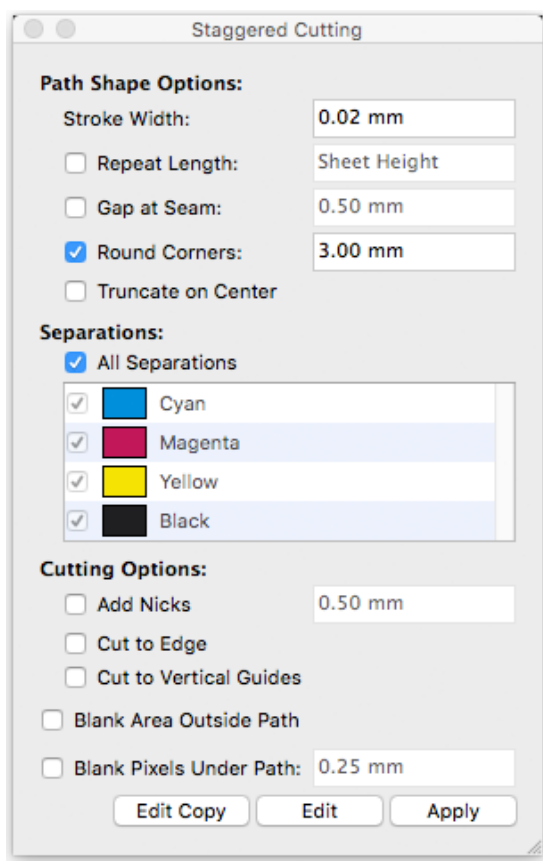 Staggered Cutting
Path Shape Options:
Stroke Width: 0.02 mm
Repeat Length: Sheet Height
Gap at Seam: 0.50 mm
Round Corners: 3.00 mm
Truncate on Center
Separations:
All Separations
Cyan
Magenta
Yellow
Black
Cutting Options:
Add Nicks 0.50 mm
Cut to Edge
Cut to Vertical Guides
Blank Area Outside Path
Blank Pixels Under Path: 0.25 mm
Edit Copy Edit Apply